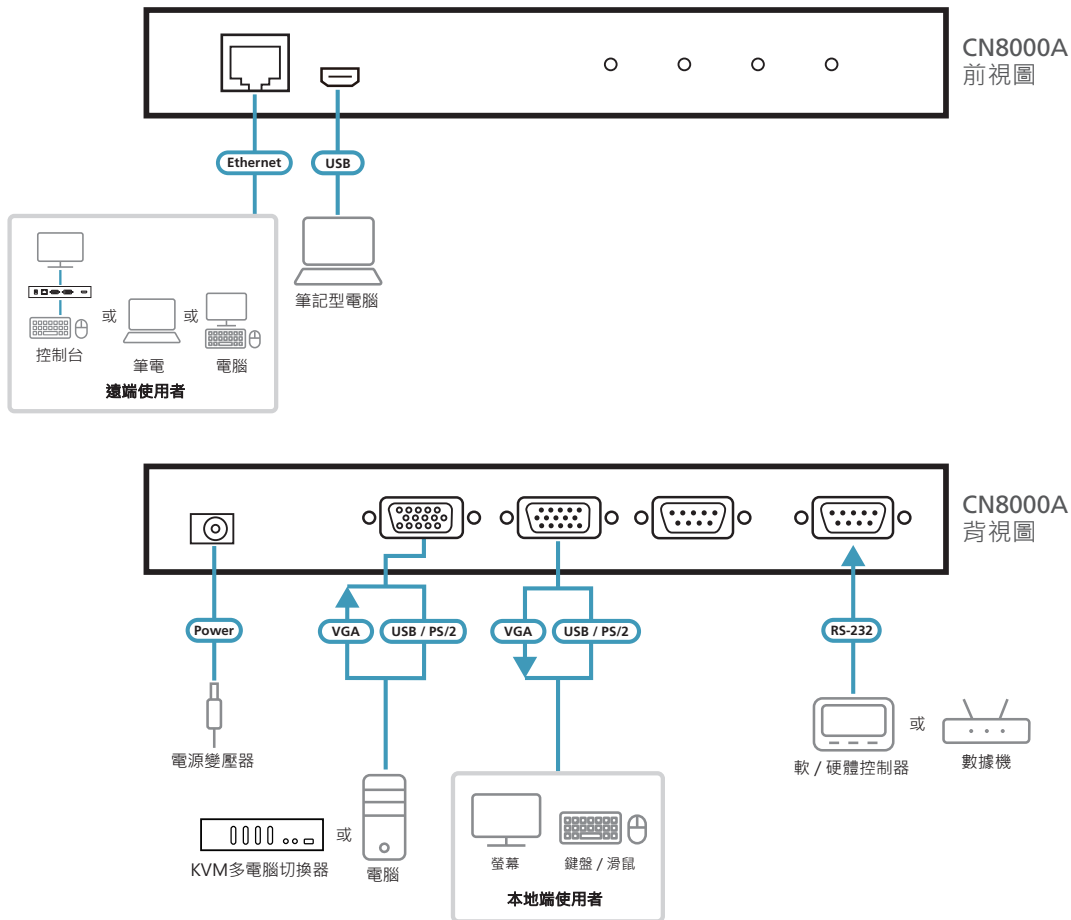 CN8000A
前視圖
Ethernet
USB
筆記型電腦
或
或
控制台
筆電
電腦
遠端使用者
CN8000A
背視圖
Power
VGA
USB / PS/2
VGA
USB / PS/2
RS-232
電源變壓器
或
軟 / 硬體控制器
數據機
或
KVM多電腦切換器
電腦
螢幕
鍵盤 / 滑鼠
本地端使用者